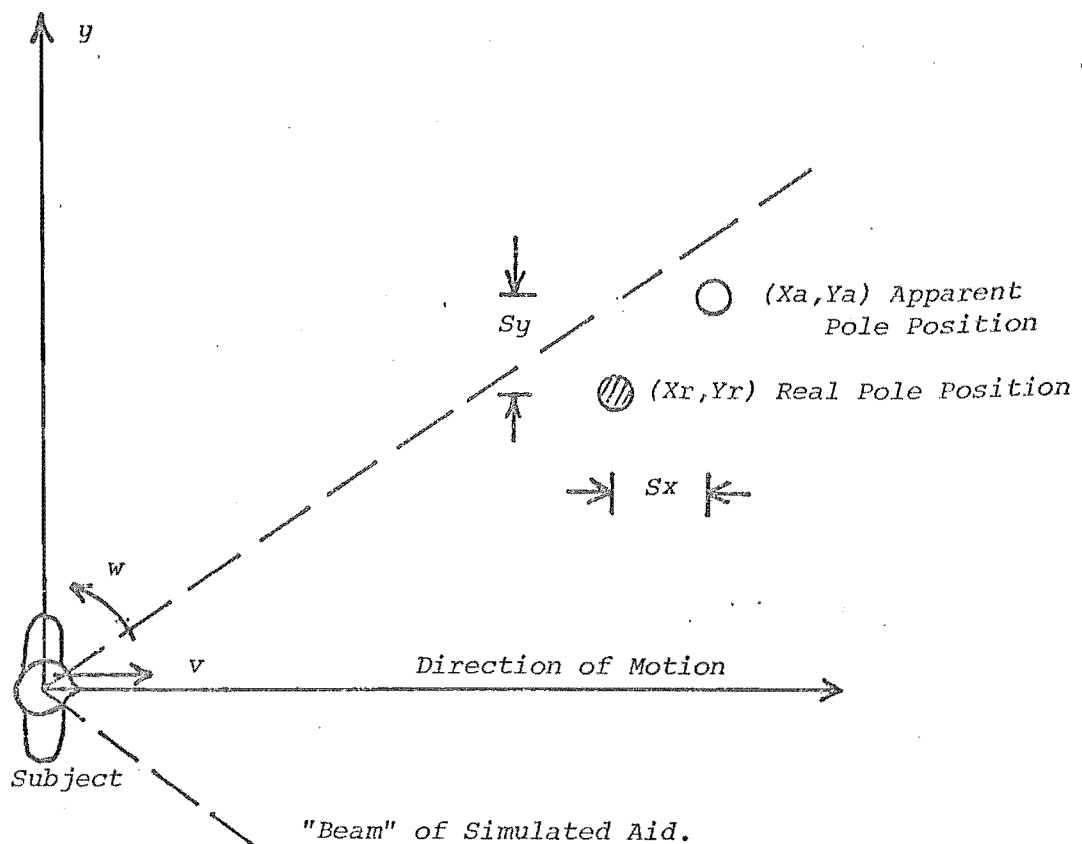 y
(Xa,Ya) Apparent
Pole Position
Sy
(Xr,Yr) Real Pole Position
Sx
w
v
Direction of Motion
Subject
"Beam" of Simulated Aid.